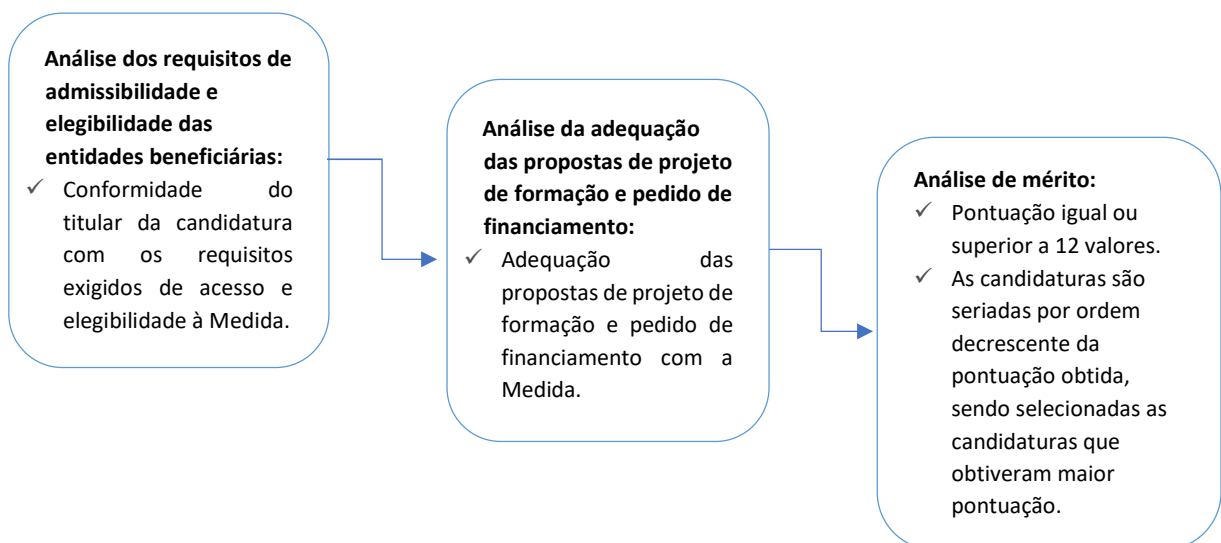 Análise dos requisitos de
admissibilidade e
elegibilidade das
entidades beneficiárias:
✓ Conformidade do
titular da candidatura
com os requisitos
exigidos de acesso e
elegibilidade à Medida.
Análise da adequação
das propostas de projeto
de formação e pedido de
financiamento:
✓ Adequação das
propostas de projeto de
formação e pedido de
financiamento com a
Medida.
Análise de mérito:
✓ Pontuação igual ou
superior a 12 valores.
✓ As candidaturas são
seriadas por ordem
decrescente da
pontuação obtida,
sendo selecionadas as
candidaturas que
obtiveram maior
pontuação.